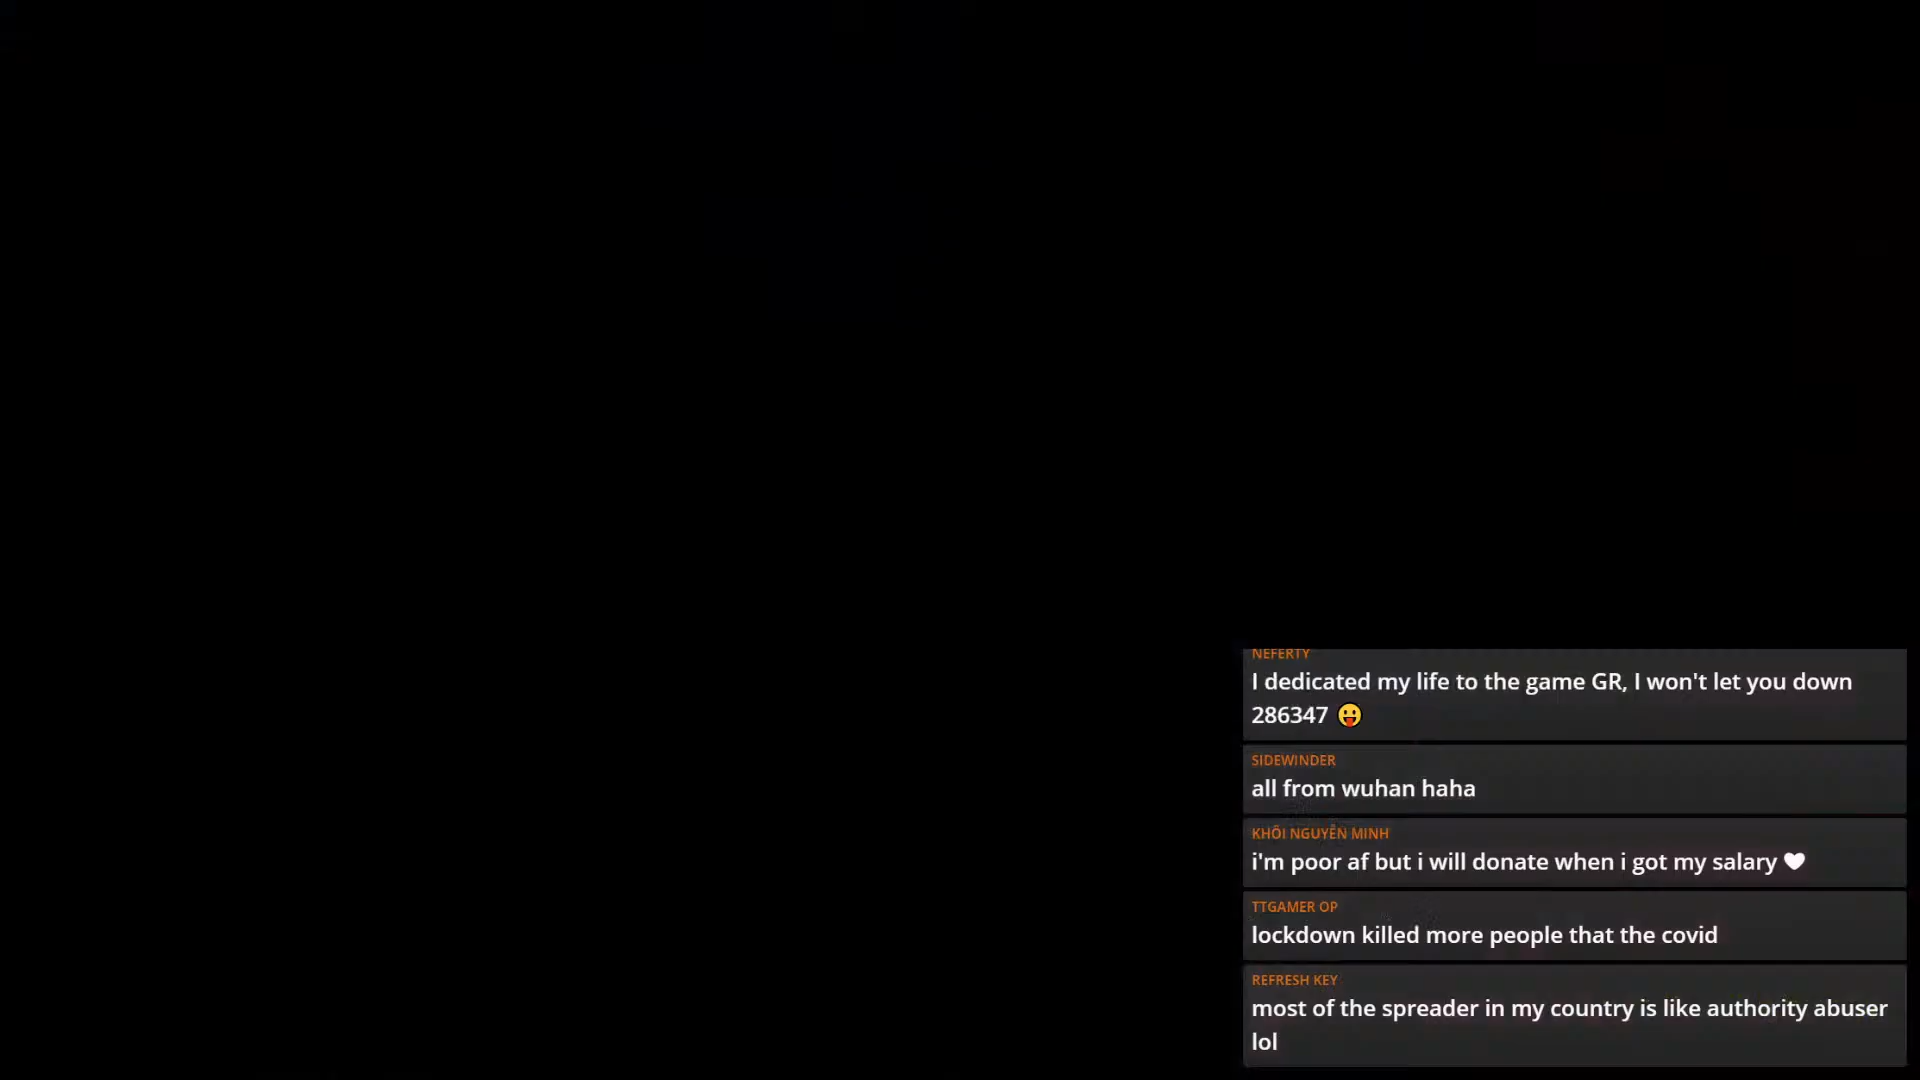 NEFERTY
I dedicated my life to the game GR, I won't let you down
286347 😛
SIDEWINDER
all from wuhan haha
KHÔI NGUYÊN MINH
i'm poor af but i will donate when i got my salary 🤍
TTGAMER OP
lockdown killed more people that the covid
REFRESH KEY
most of the spreader in my country is like authority abuser
lol